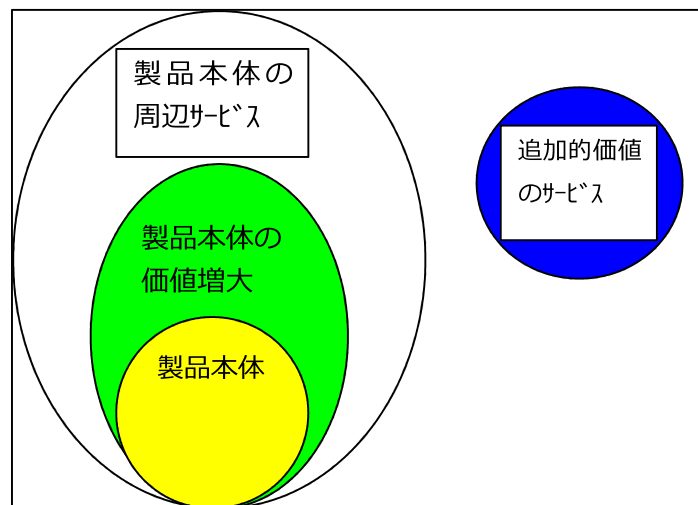 製品本体の
周辺ｻｰﾋﾞｽ
追加的価値
のｻｰﾋﾞｽ
製品本体の
価値増大
製品本体